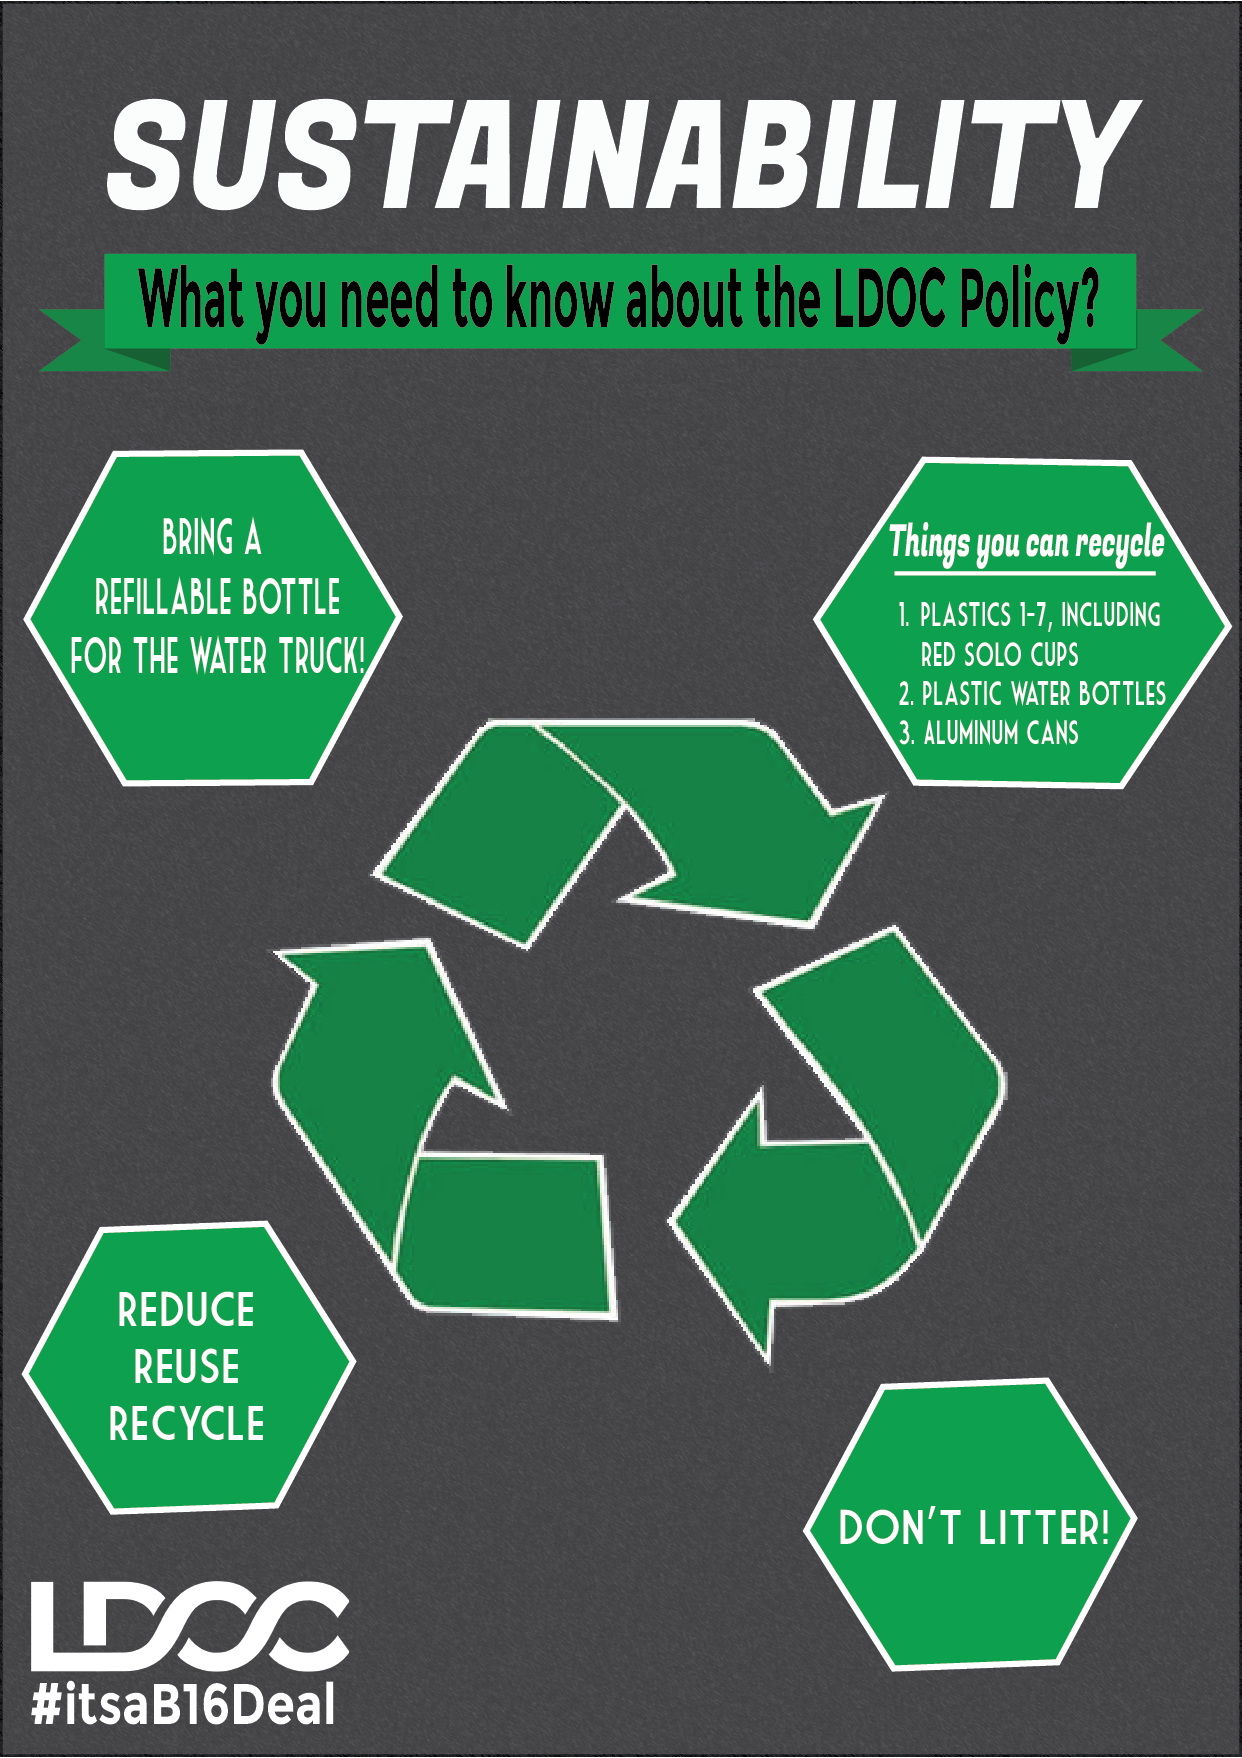 SUSTAINABILITY
What you need to know about the LDOC Policy?
BRING A
REFILLABLE BOTTLE
FOR THE WATER TRUCK!
Things you can recycle
1. PLASTICS 1-7, INCLUDING
RED SOLO CUPS
2. PLASTIC WATER BOTTLES
3. ALUMINUM CANS
REDUCE
REUSE
RECYCLE
DON'T LITTER!
LDOC
#itsaB16Deal